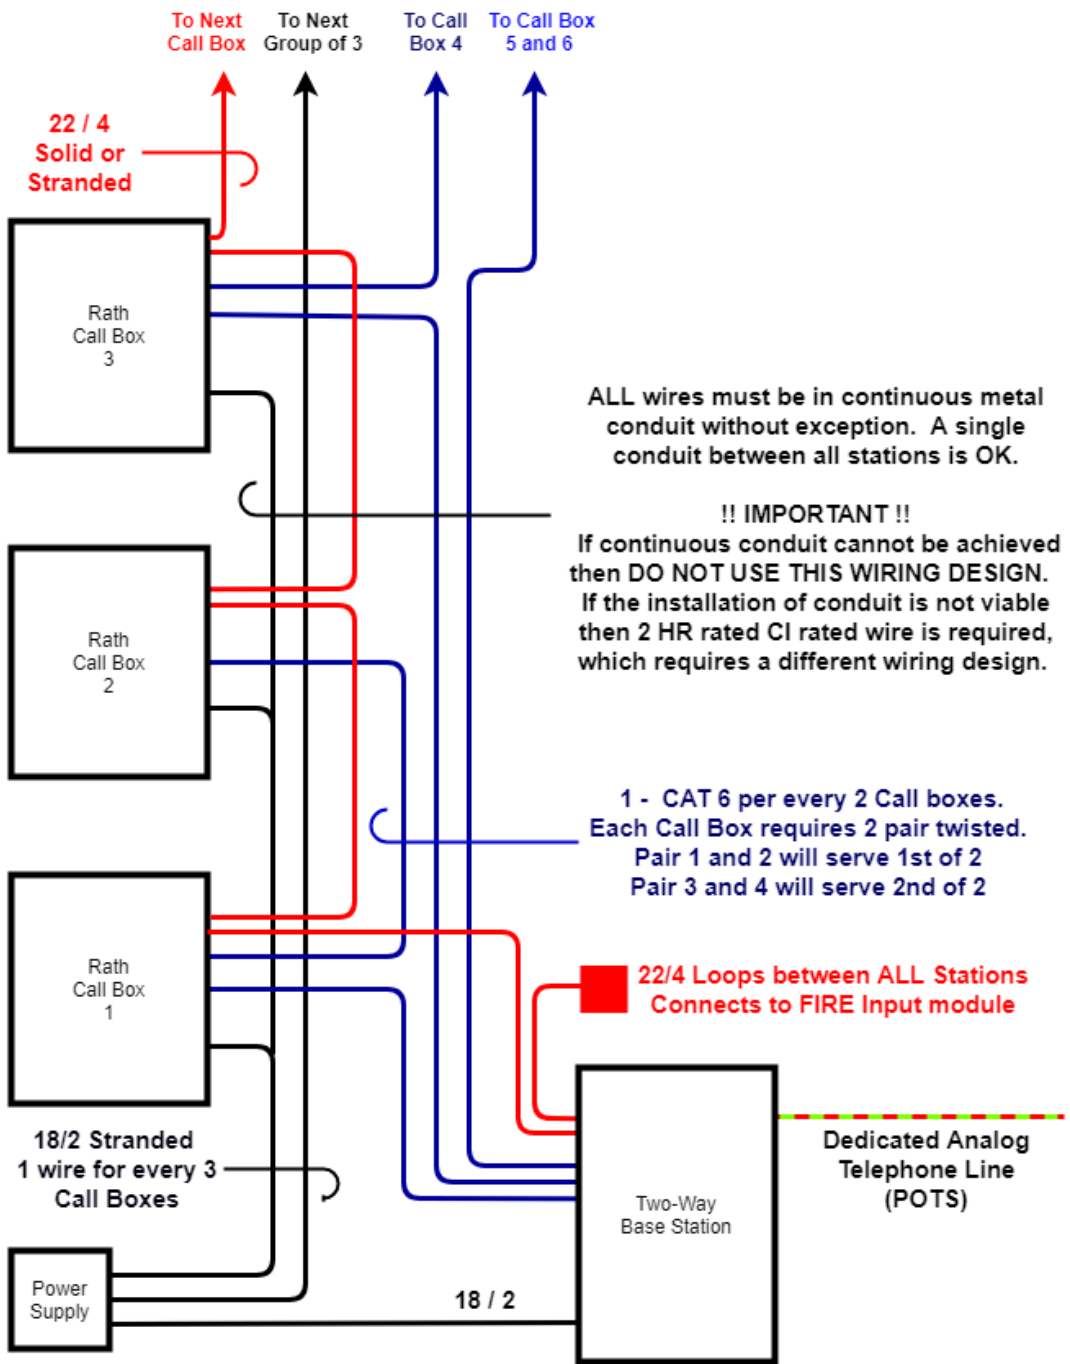 To Next
Call Box
To Next
Group of 3
To Call
Box 4
To Call Box
5 and 6
22 / 4
Solid or
Stranded
Rath
Call Box
3
ALL wires must be in continuous metal
conduit without exception. A single
conduit between all stations is OK.
!! IMPORTANT !!
If continuous conduit cannot be achieved
then DO NOT USE THIS WIRING DESIGN.
If the installation of conduit is not viable
then 2 HR rated CI rated wire is required,
which requires a different wiring design.
Rath
Call Box
2
1 - CAT 6 per every 2 Call boxes.
Each Call Box requires 2 pair twisted.
Pair 1 and 2 will serve 1st of 2
Pair 3 and 4 will serve 2nd of 2
Rath
Call Box
1
22/4 Loops between ALL Stations
Connects to FIRE Input module
18/2 Stranded
1 wire for every 3
Call Boxes
Dedicated Analog
Telephone Line
(POTS)
Two-Way
Base Station
Power
Supply
18 / 2